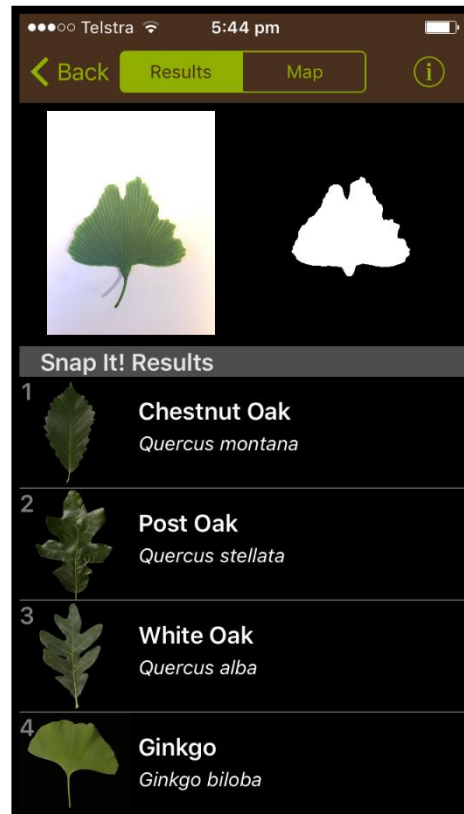 Telstra 5:44 pm
Back Results Map i
Snap It! Results
1
Chestnut Oak
Quercus montana
2
Post Oak
Quercus stellata
3
White Oak
Quercus alba
4
Ginkgo
Ginkgo biloba